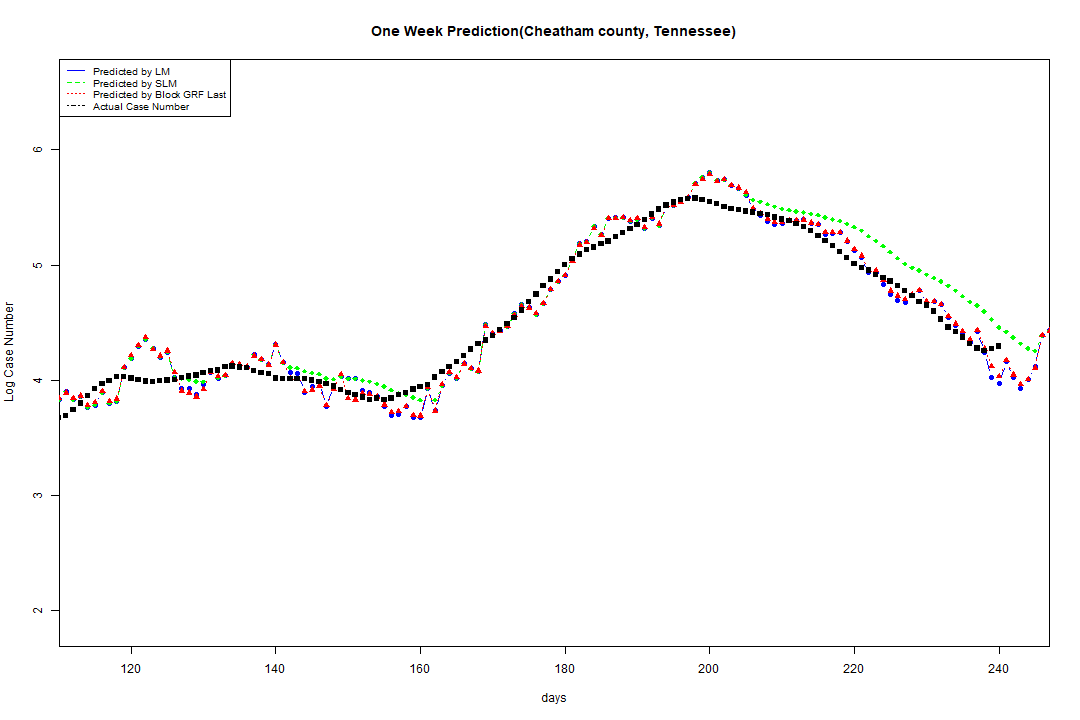 One Week Prediction(Cheatham county, Tennessee)
Predicted by LM
Predicted by SLM
Predicted by Block GRF Last
Actual Case Number
6
5
4
3
2
Log Case Number
120 140 160 180 200 220 240
days